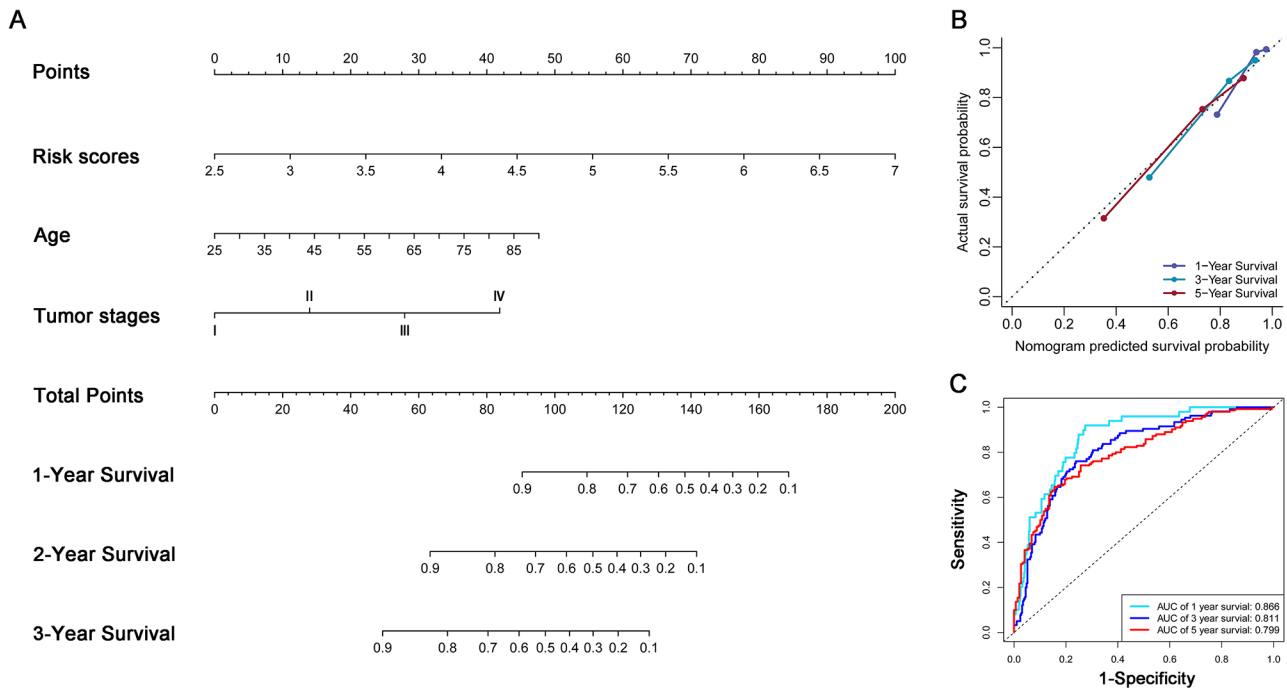 A
Points
0 10 20 30 40 50 60 70 80 90 100
Risk scores
2.5 3 3.5 4 4.5 5 5.5 6 6.5 7
Age
25 35 45 55 65 75 85
II IV
Tumor stages
I III
Total Points
0 20 40 60 80 100 120 140 160 180 200
1-Year Survival
0.9 0.8 0.7 0.6 0.5 0.4 0.3 0.2 0.1
2-Year Survival
0.9 0.8 0.7 0.6 0.5 0.4 0.3 0.2 0.1
3-Year Survival
0.9 0.8 0.7 0.6 0.5 0.4 0.3 0.2 0.1
B
Actual survival probability
1.0
0.8
0.6
0.4
0.2
0.0
1-Year Survival
3-Year Survival
5-Year Survival
0.0 0.2 0.4 0.6 0.8 1.0
Nomogram predicted survival probability
C
Sensitivity
1.0
0.8
0.6
0.4
0.2
0.0
AUC of 1 year survial: 0.866
AUC of 3 year survial: 0.811
AUC of 5 year survial: 0.799
0.0 0.2 0.4 0.6 0.8 1.0
1-Specificity